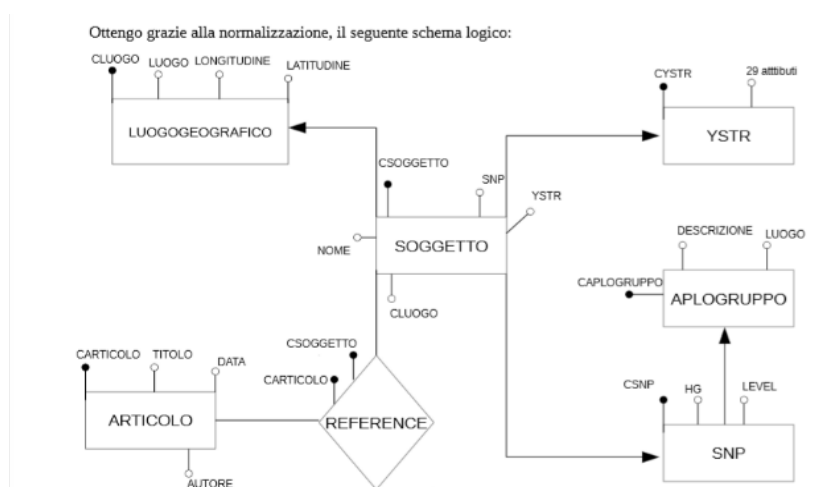 Ottengo grazie alla normalizzazione, il seguente schema logico:
CLUOGO LUOGO LONGITUDINE LATITUDINE
LUOGOGEOGRAFICO
CYSTR 29 atttibuti
YSTR
CSOGGETTO SNP YSTR
NOME SOGGETTO
CLUOGO
DESCRIZIONE LUOGO
CAPLOGRUPPO APLOGRUPPO
CARTICOLO TITOLO DATA
ARTICOLO
AUTORE
CSOGGETTO
CARTICOLO
REFERENCE
CSNP HG LEVEL
SNP